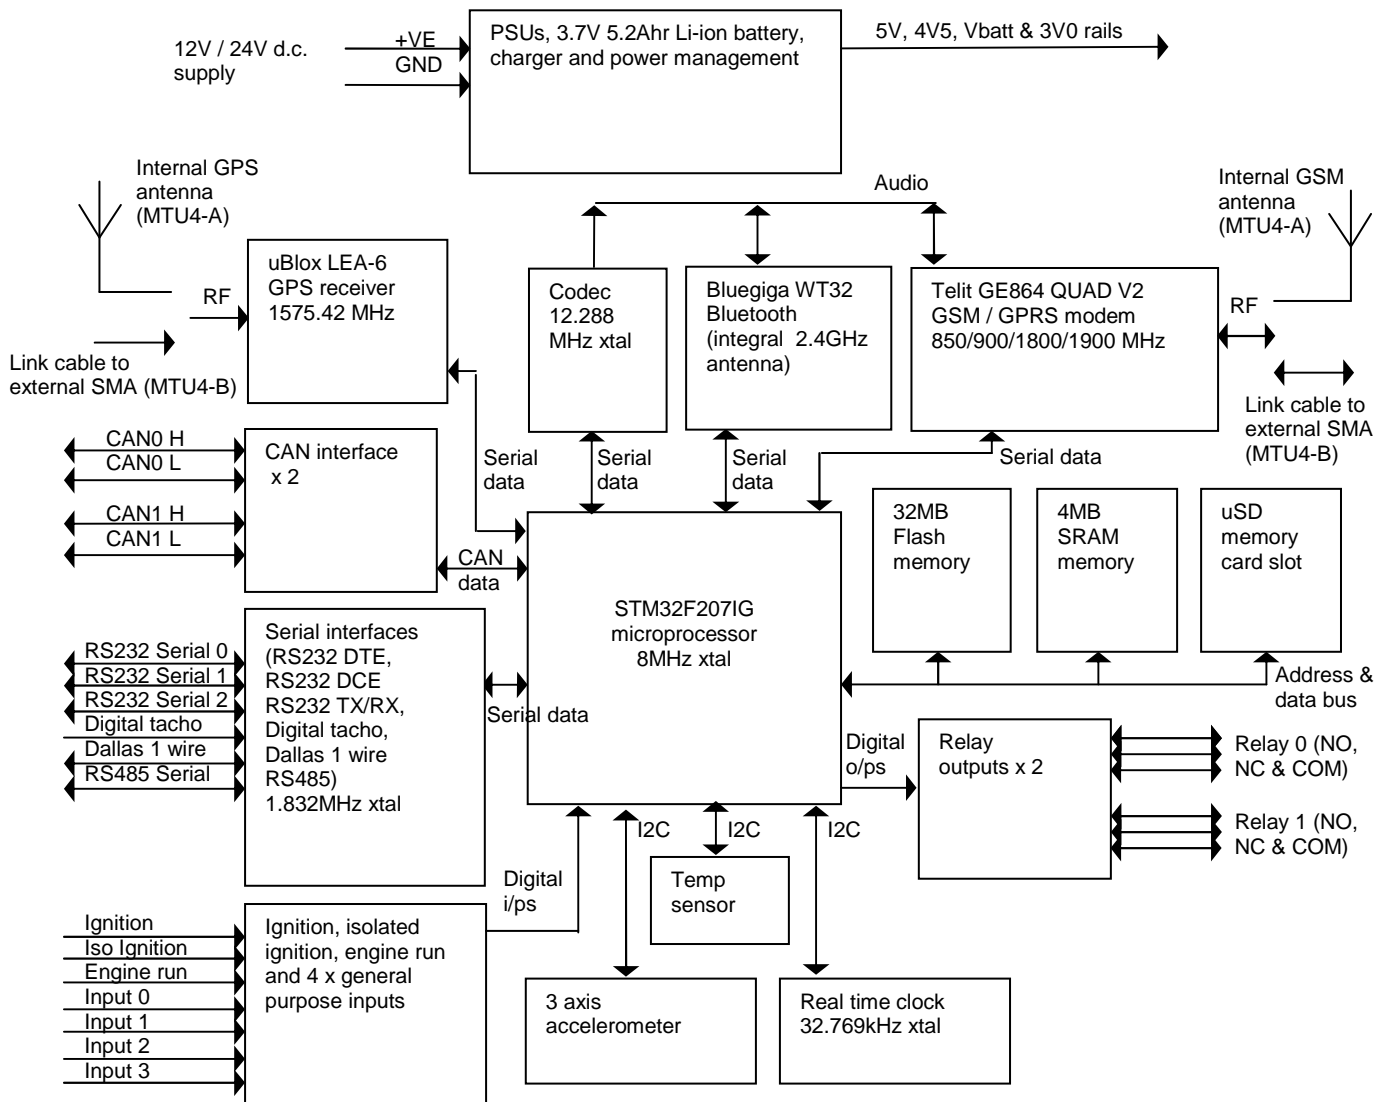 12V / 24V d.c.
supply
+VE
GND
PSUs, 3.7V 5.2Ahr Li-ion battery,
charger and power management
5V, 4V5, Vbatt & 3V0 rails
Internal GPS
antenna
(MTU4-A)
RF
Link cable to
external SMA (MTU4-B)
uBlox LEA-6
GPS receiver
1575.42 MHz
Audio
Codec
12.288
MHz xtal
Bluegiga WT32
Bluetooth
(integral 2.4GHz
antenna)
Telit GE864 QUAD V2
GSM / GPRS modem
850/900/1800/1900 MHz
Internal GSM
antenna
(MTU4-A)
RF
Link cable to
external SMA
(MTU4-B)
CAN0 H
CAN0 L
CAN1 H
CAN1 L
CAN interface
x 2
Serial
data
Serial
data
Serial
data
Serial data
CAN
data
32MB
Flash
memory
4MB
SRAM
memory
uSD
memory
card slot
STM32F207IG
microprocessor
8MHz xtal
Address &
data bus
RS232 Serial 0
RS232 Serial 1
RS232 Serial 2
Digital tacho
Dallas 1 wire
RS485 Serial
Serial interfaces
(RS232 DTE,
RS232 DCE
RS232 TX/RX,
Digital tacho,
Dallas 1 wire
RS485)
1.832MHz xtal
Serial data
Digital
o/ps
Relay
outputs x 2
Relay 0 (NO,
NC & COM)
Relay 1 (NO,
NC & COM)
I2C
I2C
I2C
Temp
sensor
Digital
i/ps
Ignition
Iso Ignition
Engine run
Input 0
Input 1
Input 2
Input 3
Ignition, isolated
ignition, engine run
and 4 x general
purpose inputs
3 axis
accelerometer
Real time clock
32.769kHz xtal